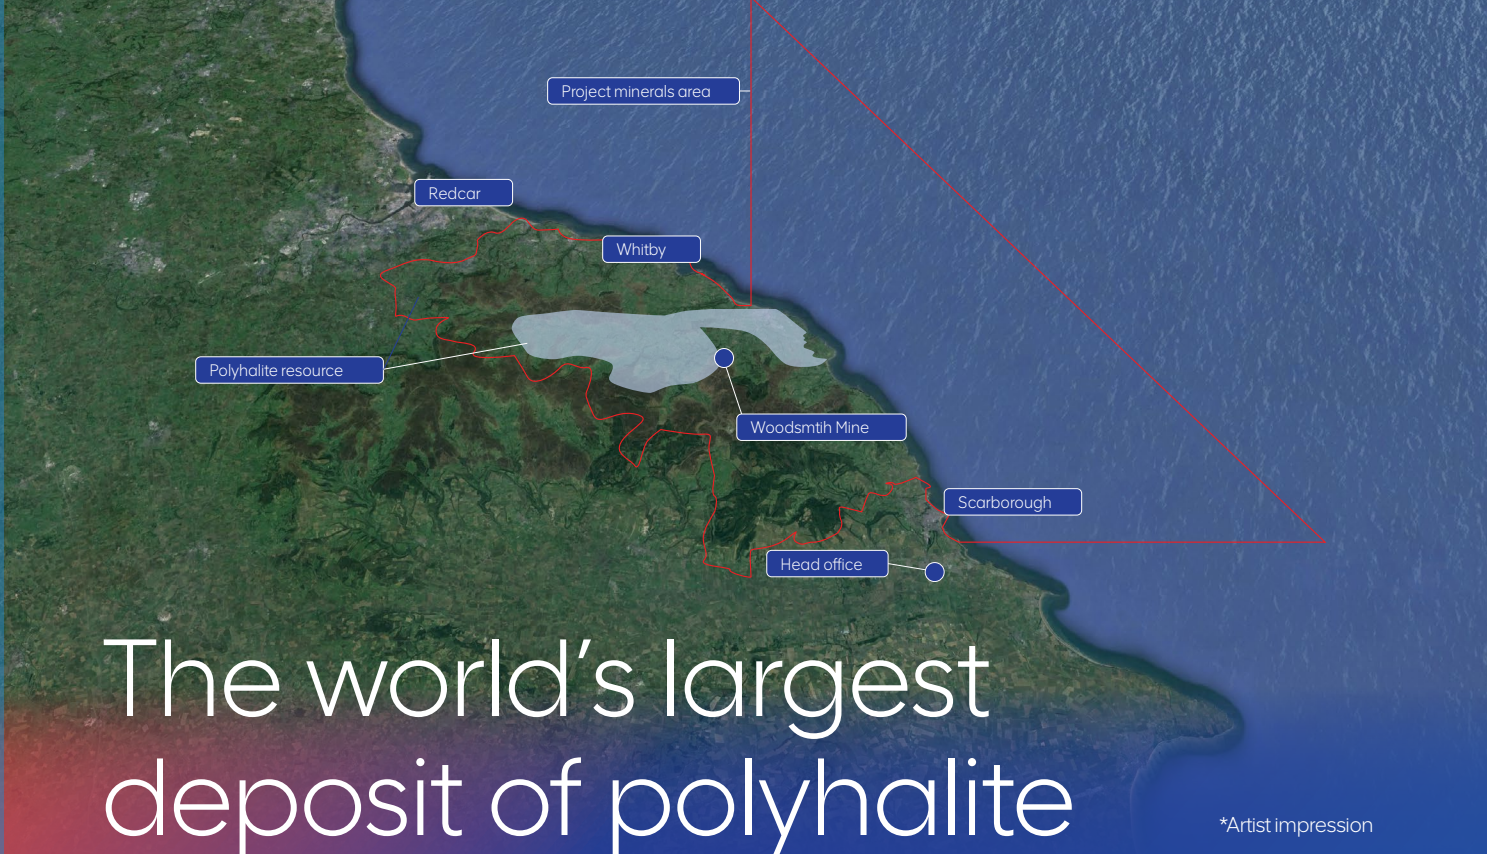 Project minerals area
Redcar
Whitby
Polyhalite resource
Woodsmtih Mine
Scarborough
Head office
The world's largest
deposit of polyhalite
*Artist impression